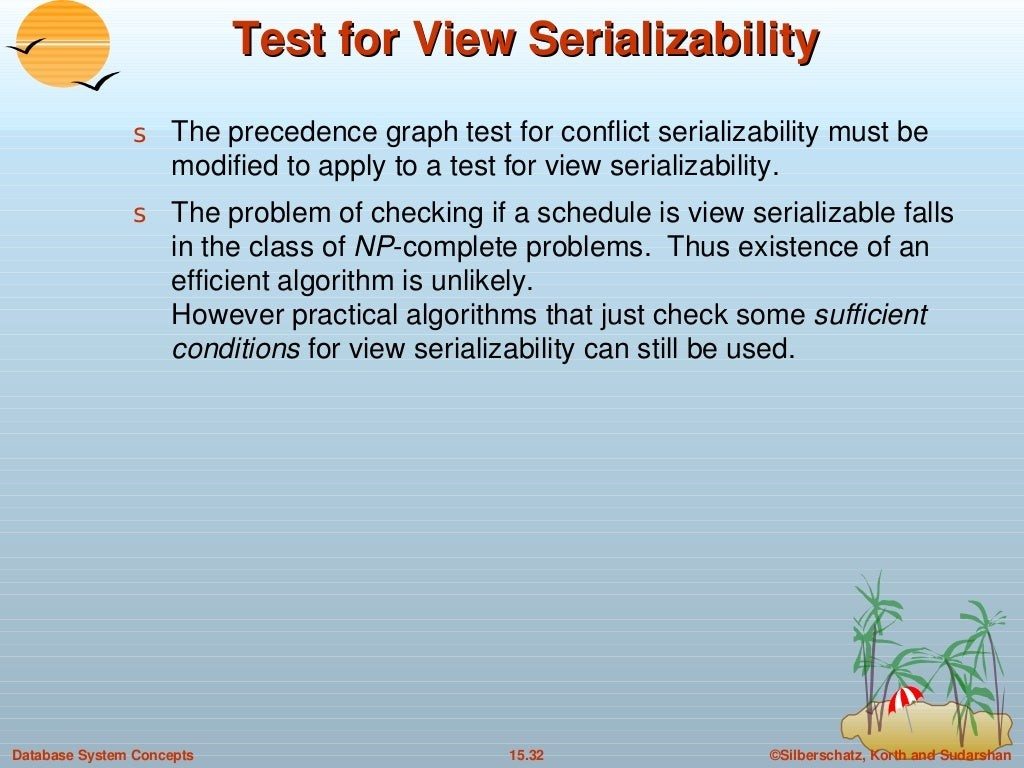 Test for View Serializability
s The precedence graph test for conflict serializability must be
modified to apply to a test for view serializability.
s The problem of checking if a schedule is view serializable falls
in the class of NP-complete problems.  Thus existence of an
efficient algorithm is unlikely.
However practical algorithms that just check some sufficient
conditions for view serializability can still be used.
Database System Concepts 15.32 ©Silberschatz, Korth and Sudarshan